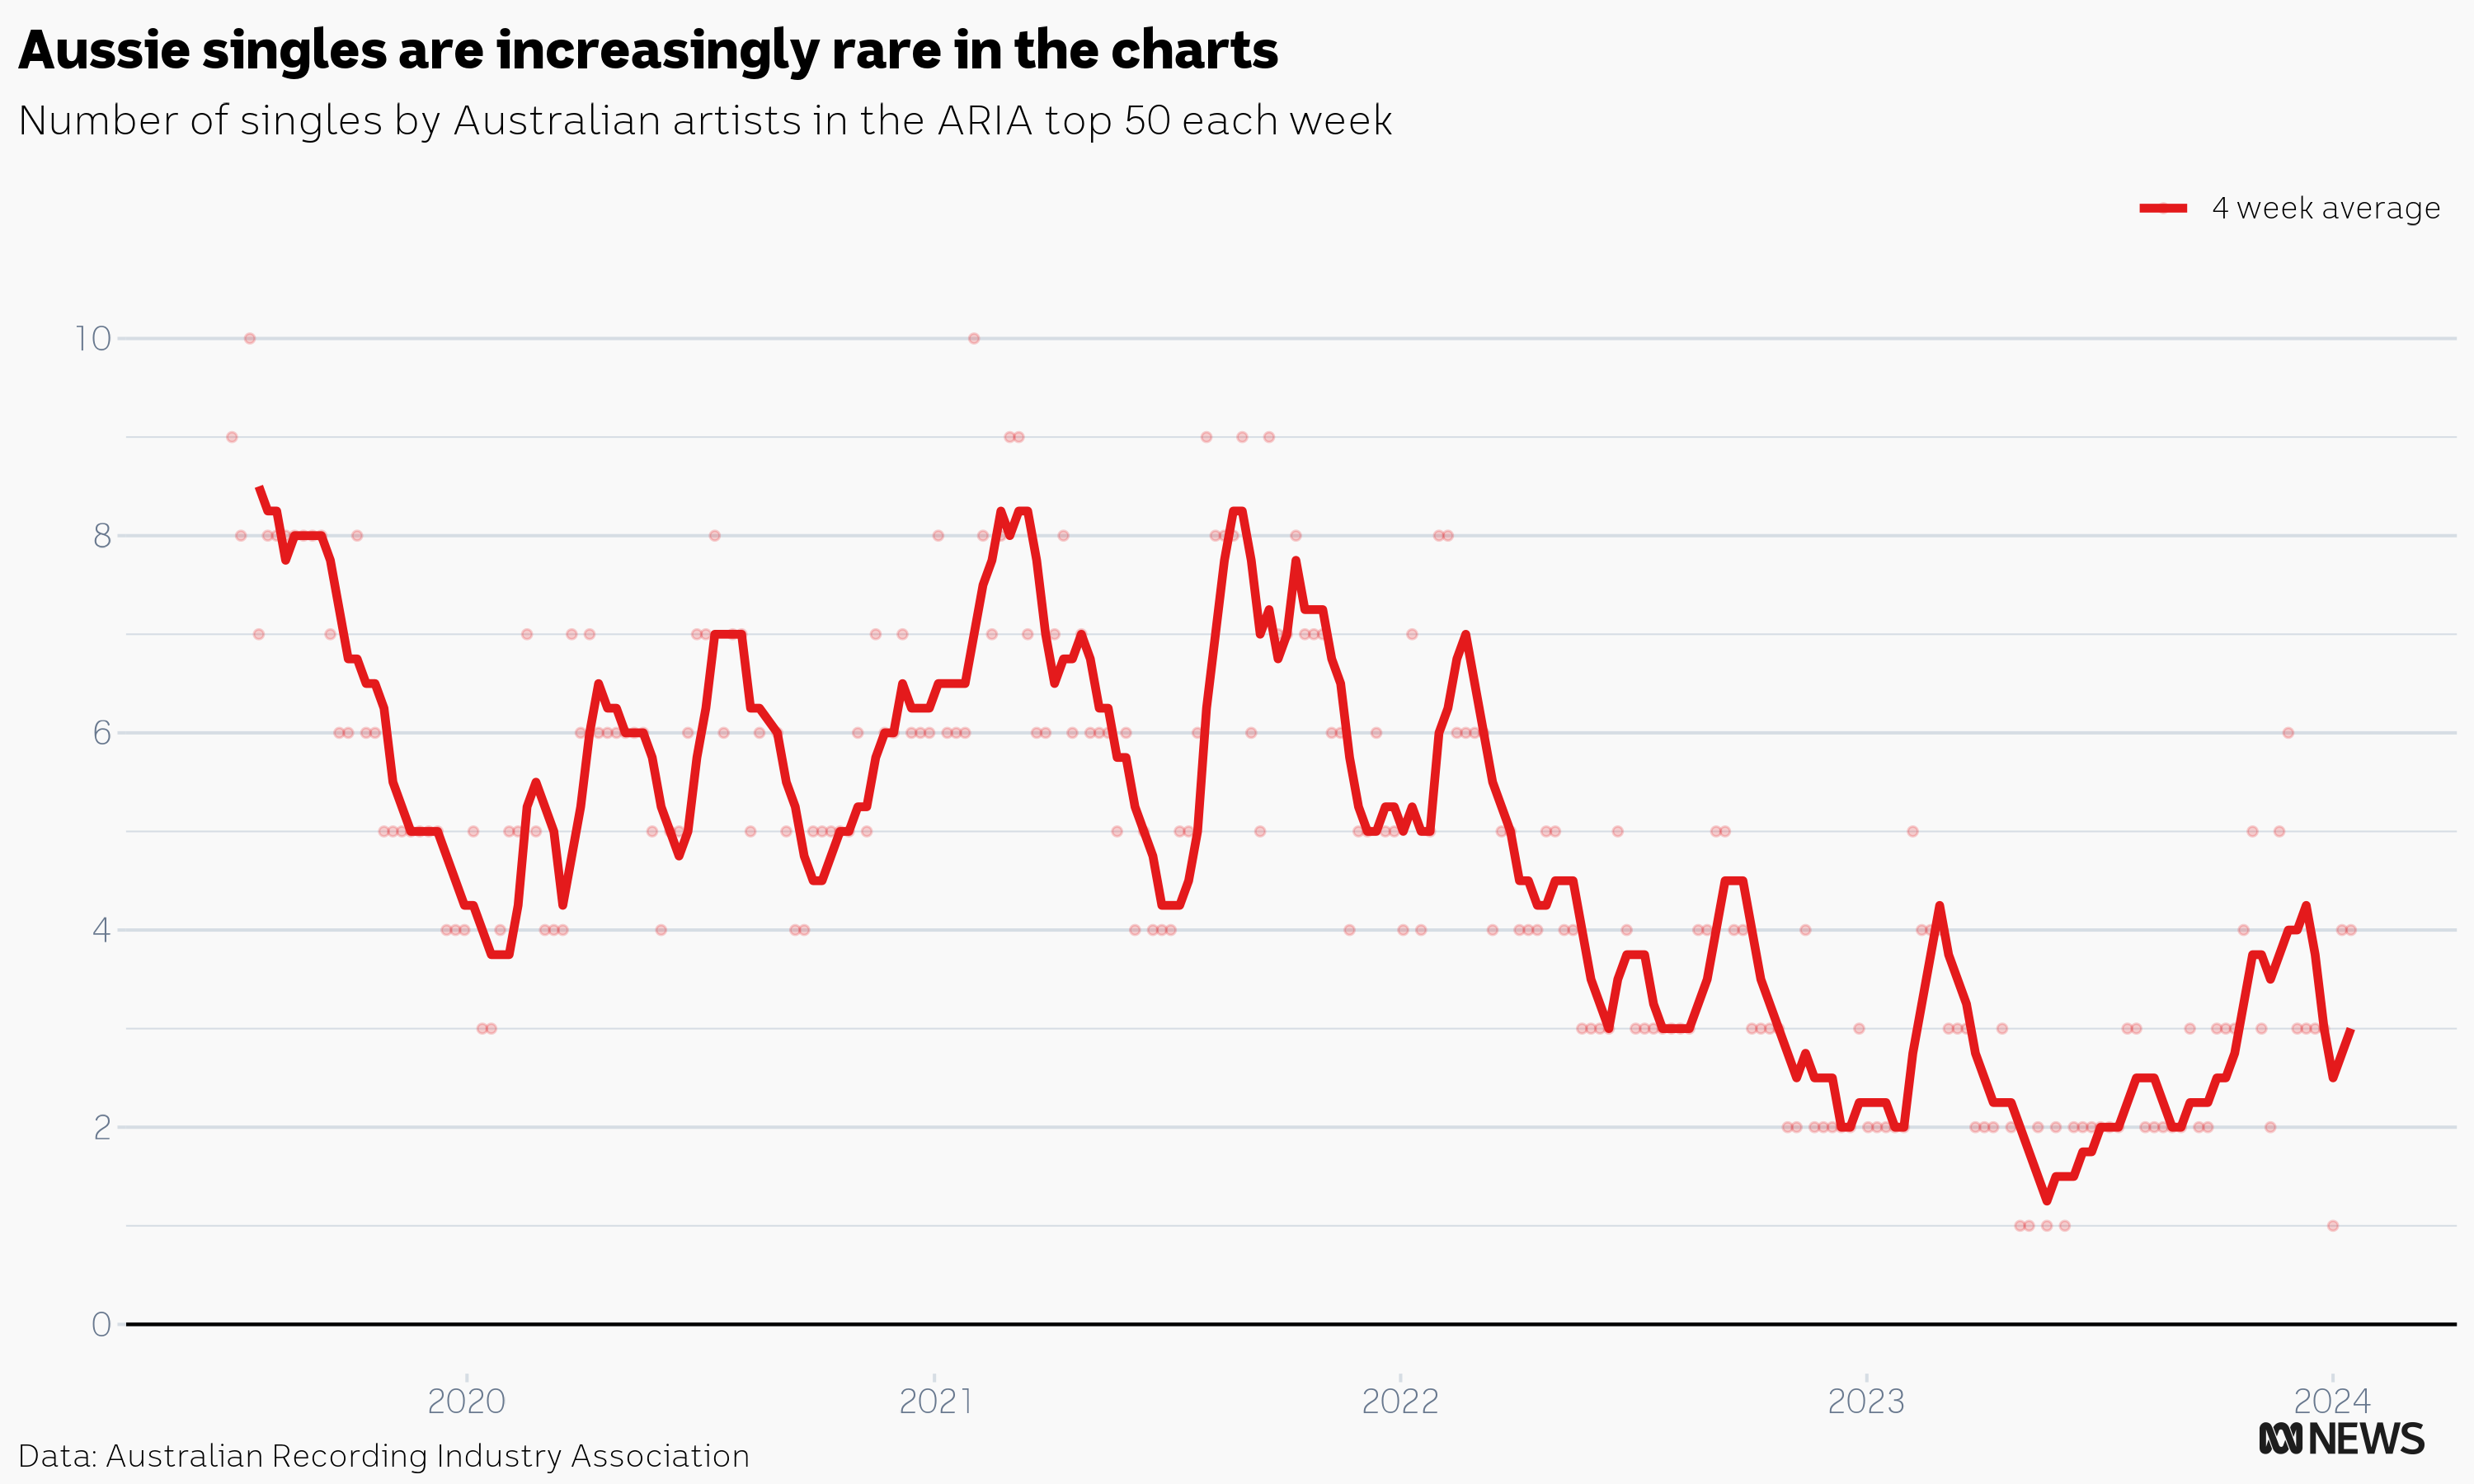 Aussie singles are increasingly rare in the charts
Number of singles by Australian artists in the ARIA top 50 each week
4 week average
10
8
6
4
2
0
2020 2021 2022 2023 2024
NEWS
Data: Australian Recording Industry Association